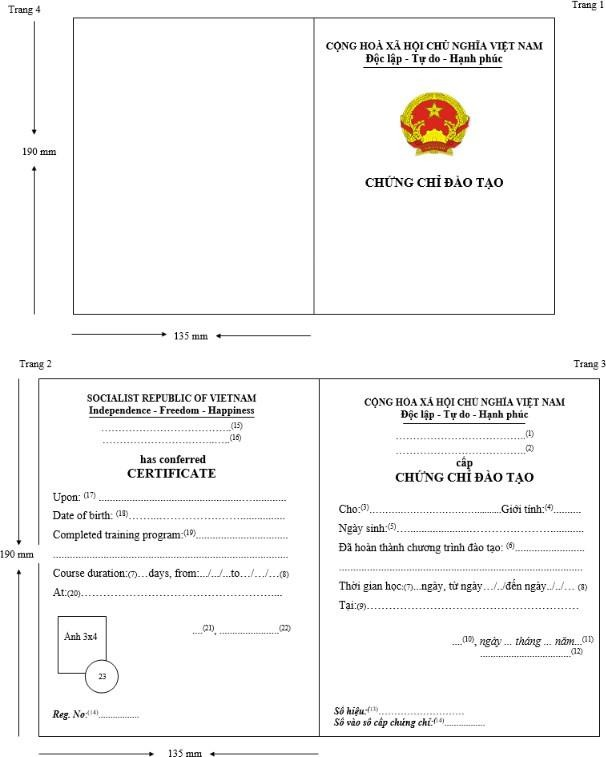 Trang 4
Trang 1
CỘNG HOÀ XÃ HỘI CHỦ NGHĨA VIỆT NAM
Độc lập - Tự do - Hạnh phúc
190 mm
CHỨNG CHỈ ĐÀO TẠO
135 mm
Trang 2
Trang 3
SOCIALIST REPUBLIC OF VIETNAM
Independence - Freedom - Happiness
……………………………….(15)
……………………………….(16)
has conferred
CERTIFICATE
Upon: (17) ...............................................................
Date of birth: (18)...............................................
Completed training program:(19)..............................
...............................................................................
Course duration:(7)…days, from:.../.../...to…/…/…(8)
At:(20)……………………………………………...
....(21), ......................(22)
Ảnh 3x4
23
Reg. No:(14)...............
190 mm
135 mm
CỘNG HÒA XÃ HỘI CHỦ NGHĨA VIỆT NAM
Độc lập - Tự do - Hạnh phúc
……………………………….(1)
……………………………….(2)
cấp
CHỨNG CHỈ ĐÀO TẠO
Cho:(3)……………………….........Giới tính:(4)..........
Ngày sinh:(5)...............................................................
Đã hoàn thành chương trình đào tạo: (6)........................
...............................................................................
Thời gian học:(7)...ngày, từ ngày…/../đến ngày../../… (8)
Tại:(9)………………………………………………
....(10), ngày ... tháng ... năm...(11)
.................................(12)
Số hiệu:(13)………………………
Số vào sổ cấp chứng chỉ:(14)...............